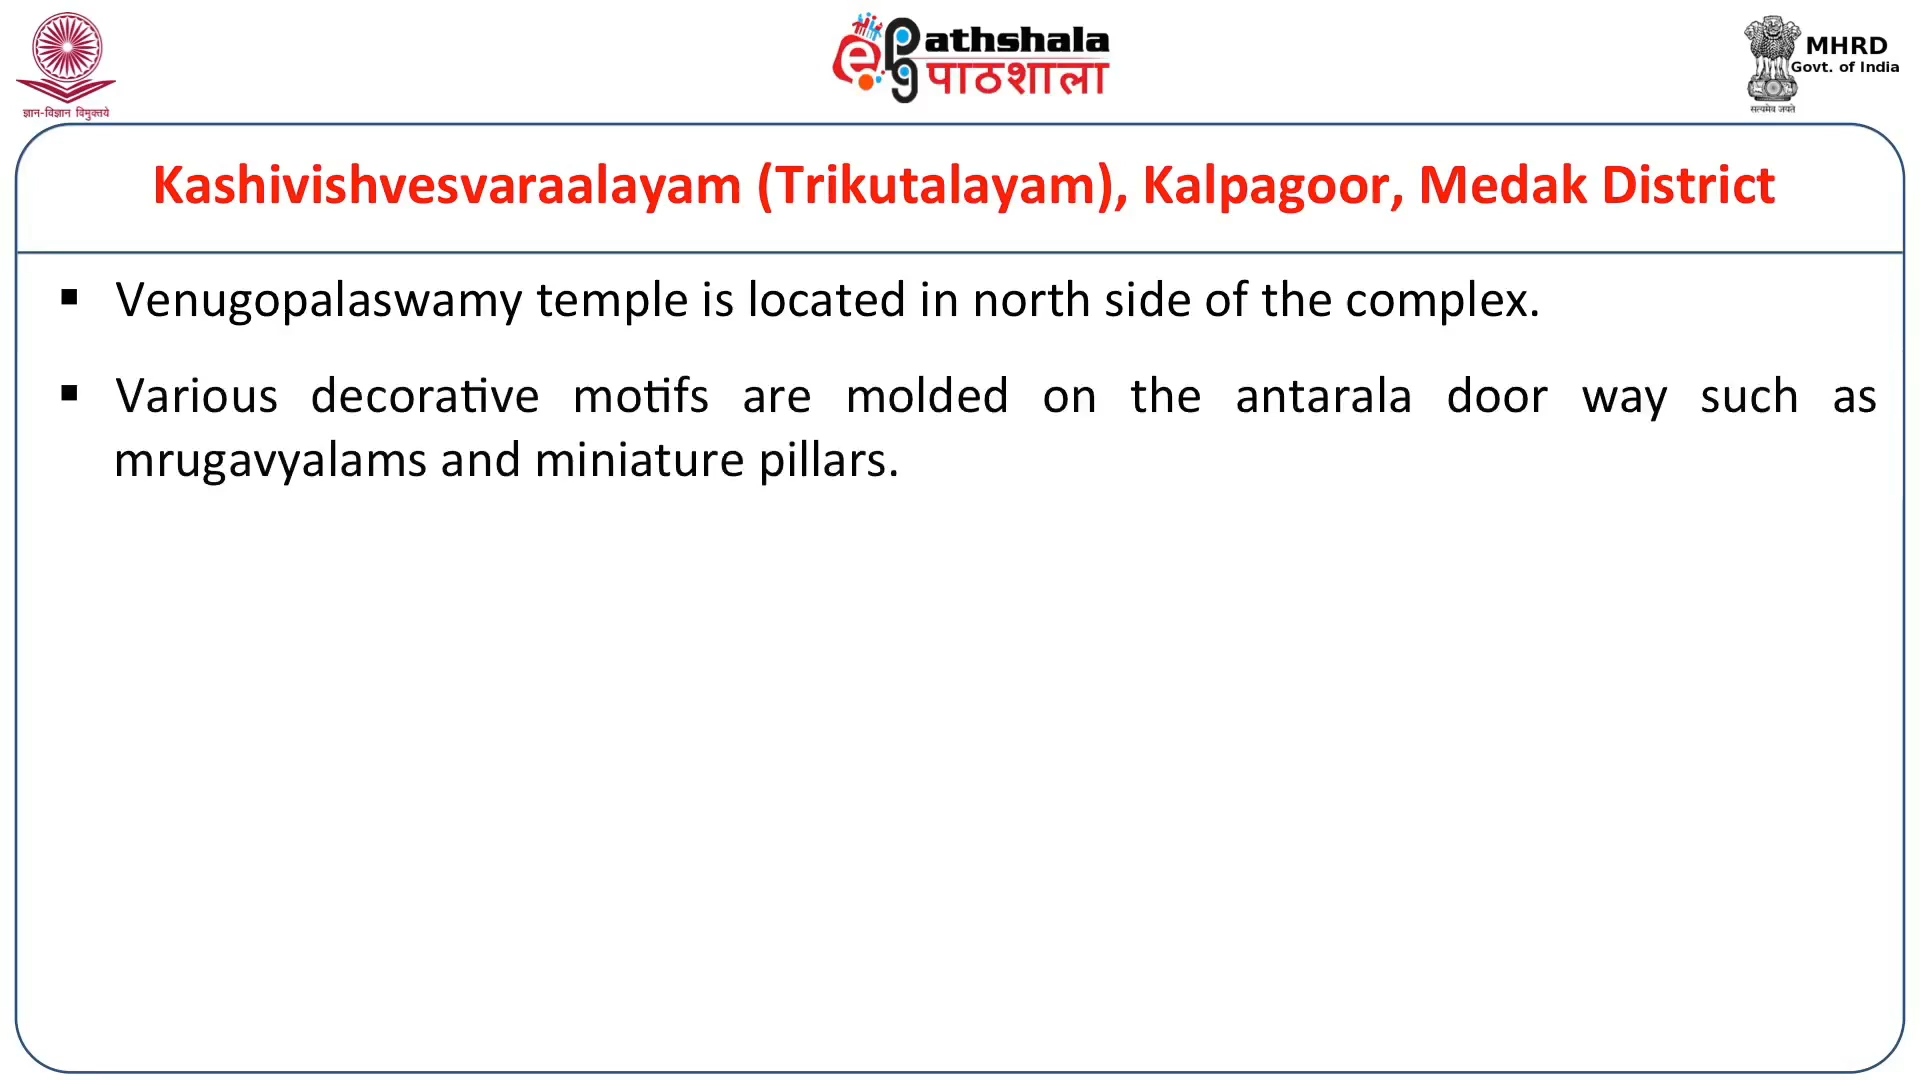 ज्ञान-विज्ञान विमुक्तये
ePathshala
पाठशाला
MHRD
Govt. of India
सत्यमेव जयते
Kashivishvesvaraalayam (Trikutalayam), Kalpagoor, Medak District
▪ Venugopalaswamy temple is located in north side of the complex.
▪ Various decorative motifs are molded on the antarala door way such as
mrugavyalams and miniature pillars.